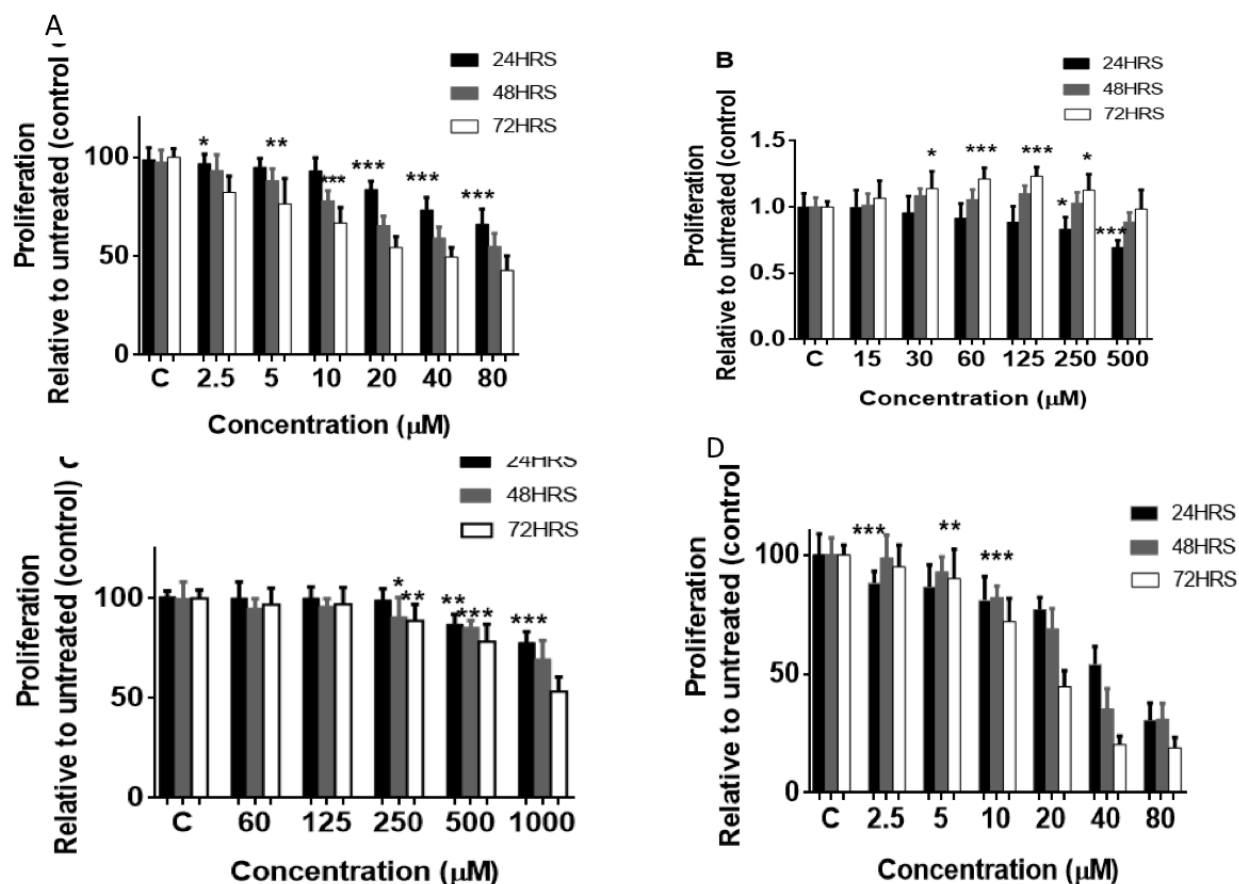 A
Proliferation
Relative to untreated (control
24HRS
48HRS
72HRS
* ** *** *** *** ***
100
50
0
C 2.5 5 10 20 40 80
Concentration (µM)
B
Proliferation
Relative to untreated (control
24HRS
48HRS
72HRS
* *** *** * * ***
1.5
1.0
0.5
0.0
C 15 30 60 125 250 500
Concentration (µM)
Proliferation
Relative to untreated (control)
24HRS
48HRS
72HRS
* ** ** *** ***
100
50
0
C 60 125 250 500 1000
Concentration (µM)
D
Proliferation
Relative to untreated (control
24HRS
48HRS
72HRS
*** ** ***
100
50
0
C 2.5 5 10 20 40 80
Concentration (µM)